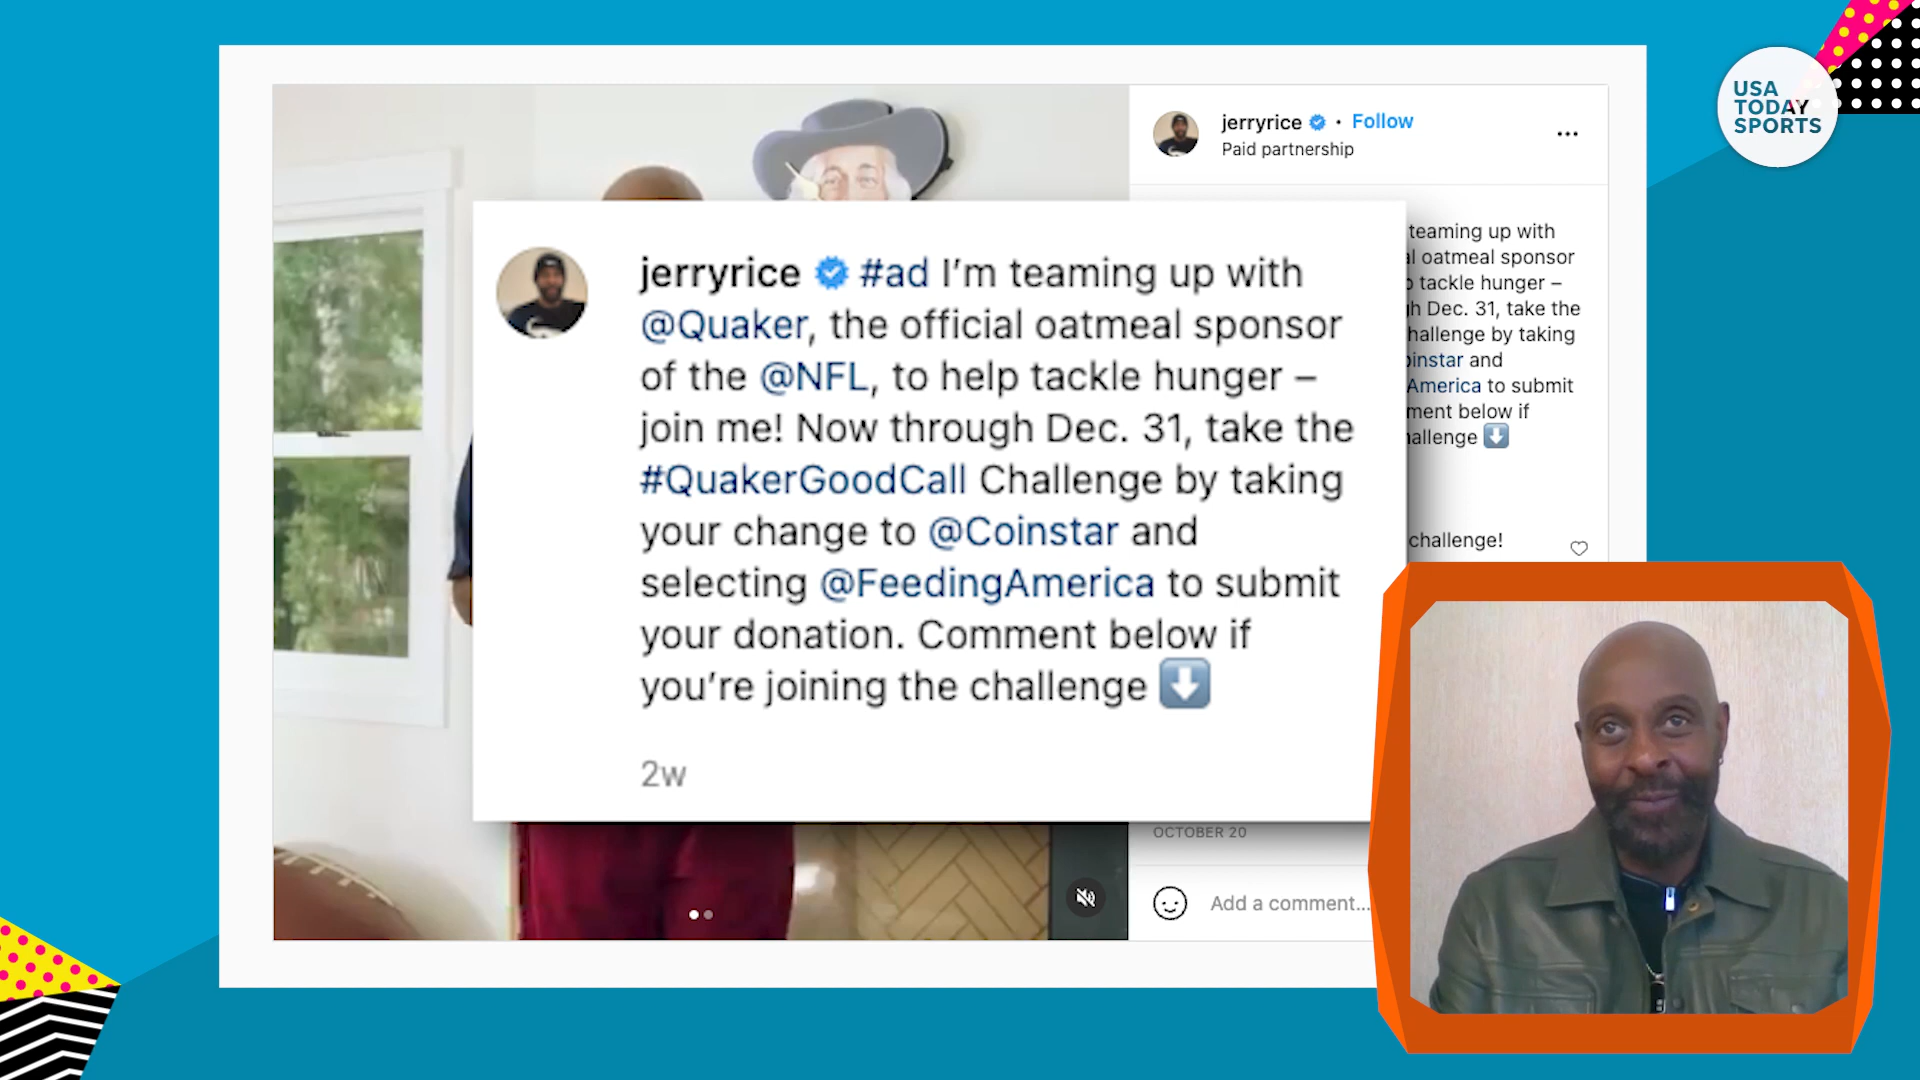 USA
TODAY
SPORTS
jerryrice • Follow
Paid partnership
jerryrice #ad I’m teaming up with
@Quaker, the official oatmeal sponsor
of the @NFL, to help tackle hunger –
join me! Now through Dec. 31, take the
#QuakerGoodCall Challenge by taking
your change to @Coinstar and
selecting @FeedingAmerica to submit
your donation. Comment below if
you’re joining the challenge
2w
teaming up with
oatmeal sponsor
tackle hunger –
Dec. 31, take the
by taking
and
America to submit
below if
challenge!
OCTOBER 20
Add a comment...